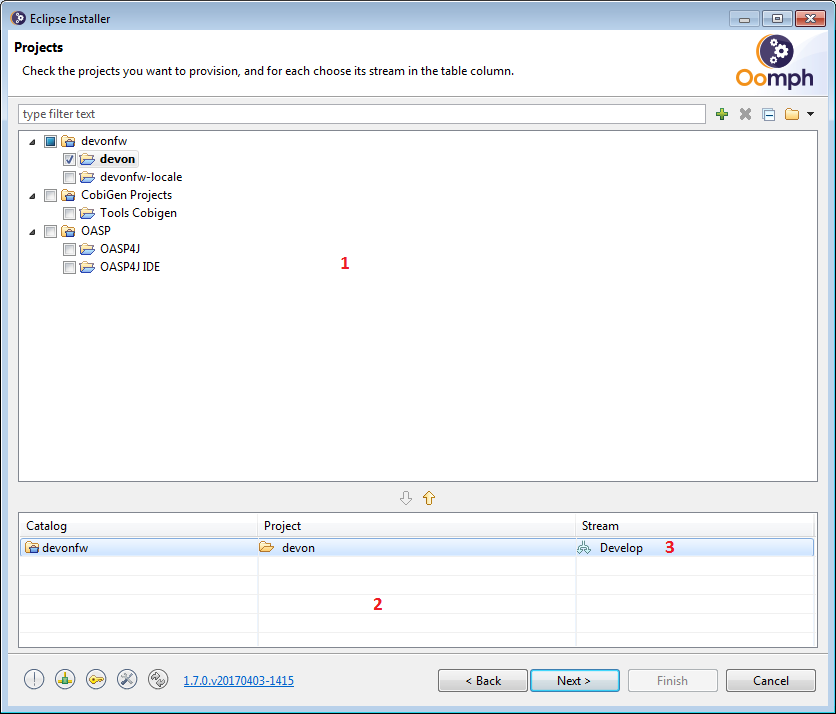 Eclipse Installer
Projects
Check the projects you want to provision, and for each choose its stream in the table column.
Oomph
type filter text
devonfw
devon
devonfw-locale
CobiGen Projects
Tools Cobigen
OASP
OASP4J
OASP4J IDE
1
Catalog Project Stream
devonfw devon Develop 3
2
1.7.0.v20170403-1415 < Back Next > Finish Cancel